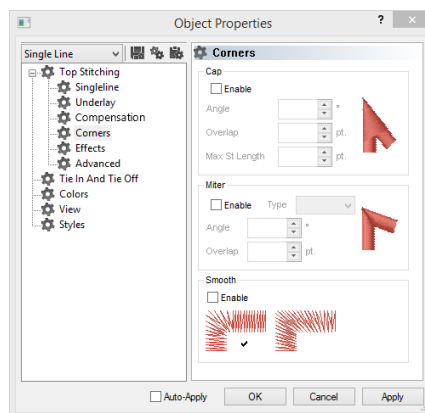 Object Properties ? ×
Single Line
Top Stitching
Singleline
Underlay
Compensation
Corners
Effects
Advanced
Tie In And Tie Off
Colors
View
Styles
Corners
Cap
Enable
Angle °
Overlap pt.
Max St Length pt.
Miter
Enable Type
Angle °
Overlap pt.
Smooth
Enable
Auto-Apply OK Cancel Apply